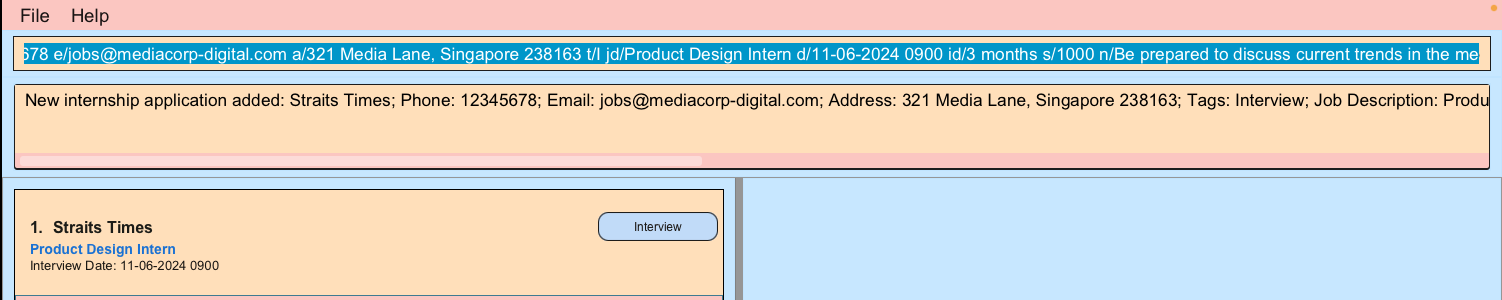 File Help
678 e/jobs@mediacorp-digital.com a/321 Media Lane, Singapore 238163 t/I jd/Product Design Intern d/11-06-2024 0900 id/3 months s/1000 n/Be prepared to discuss current trends in the me
New internship application added: Straits Times; Phone: 12345678; Email: jobs@mediacorp-digital.com; Address: 321 Media Lane, Singapore 238163; Tags: Interview; Job Description: Produ
1. Straits Times
Interview
Product Design Intern
Interview Date: 11-06-2024 0900